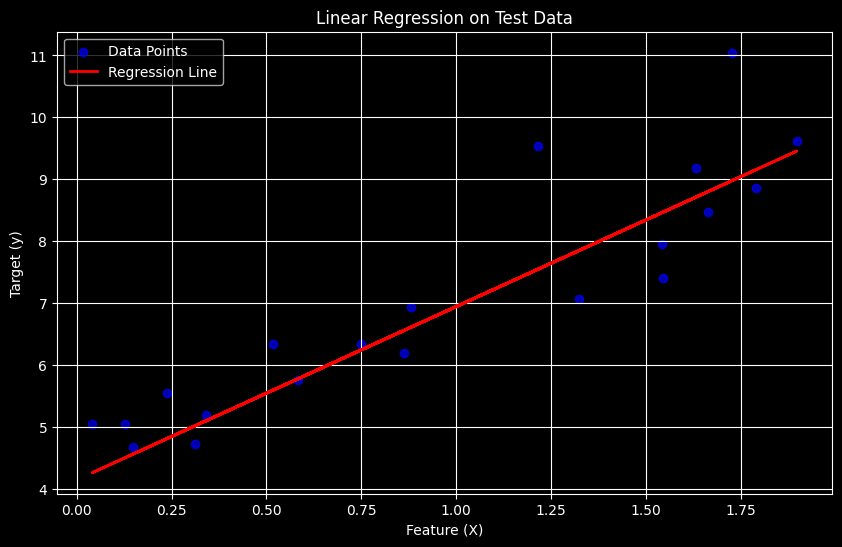 Linear Regression on Test Data
Data Points
Regression Line
Target (y)
11
10
9
8
7
6
5
4
0.00 0.25 0.50 0.75 1.00 1.25 1.50 1.75
Feature (X)